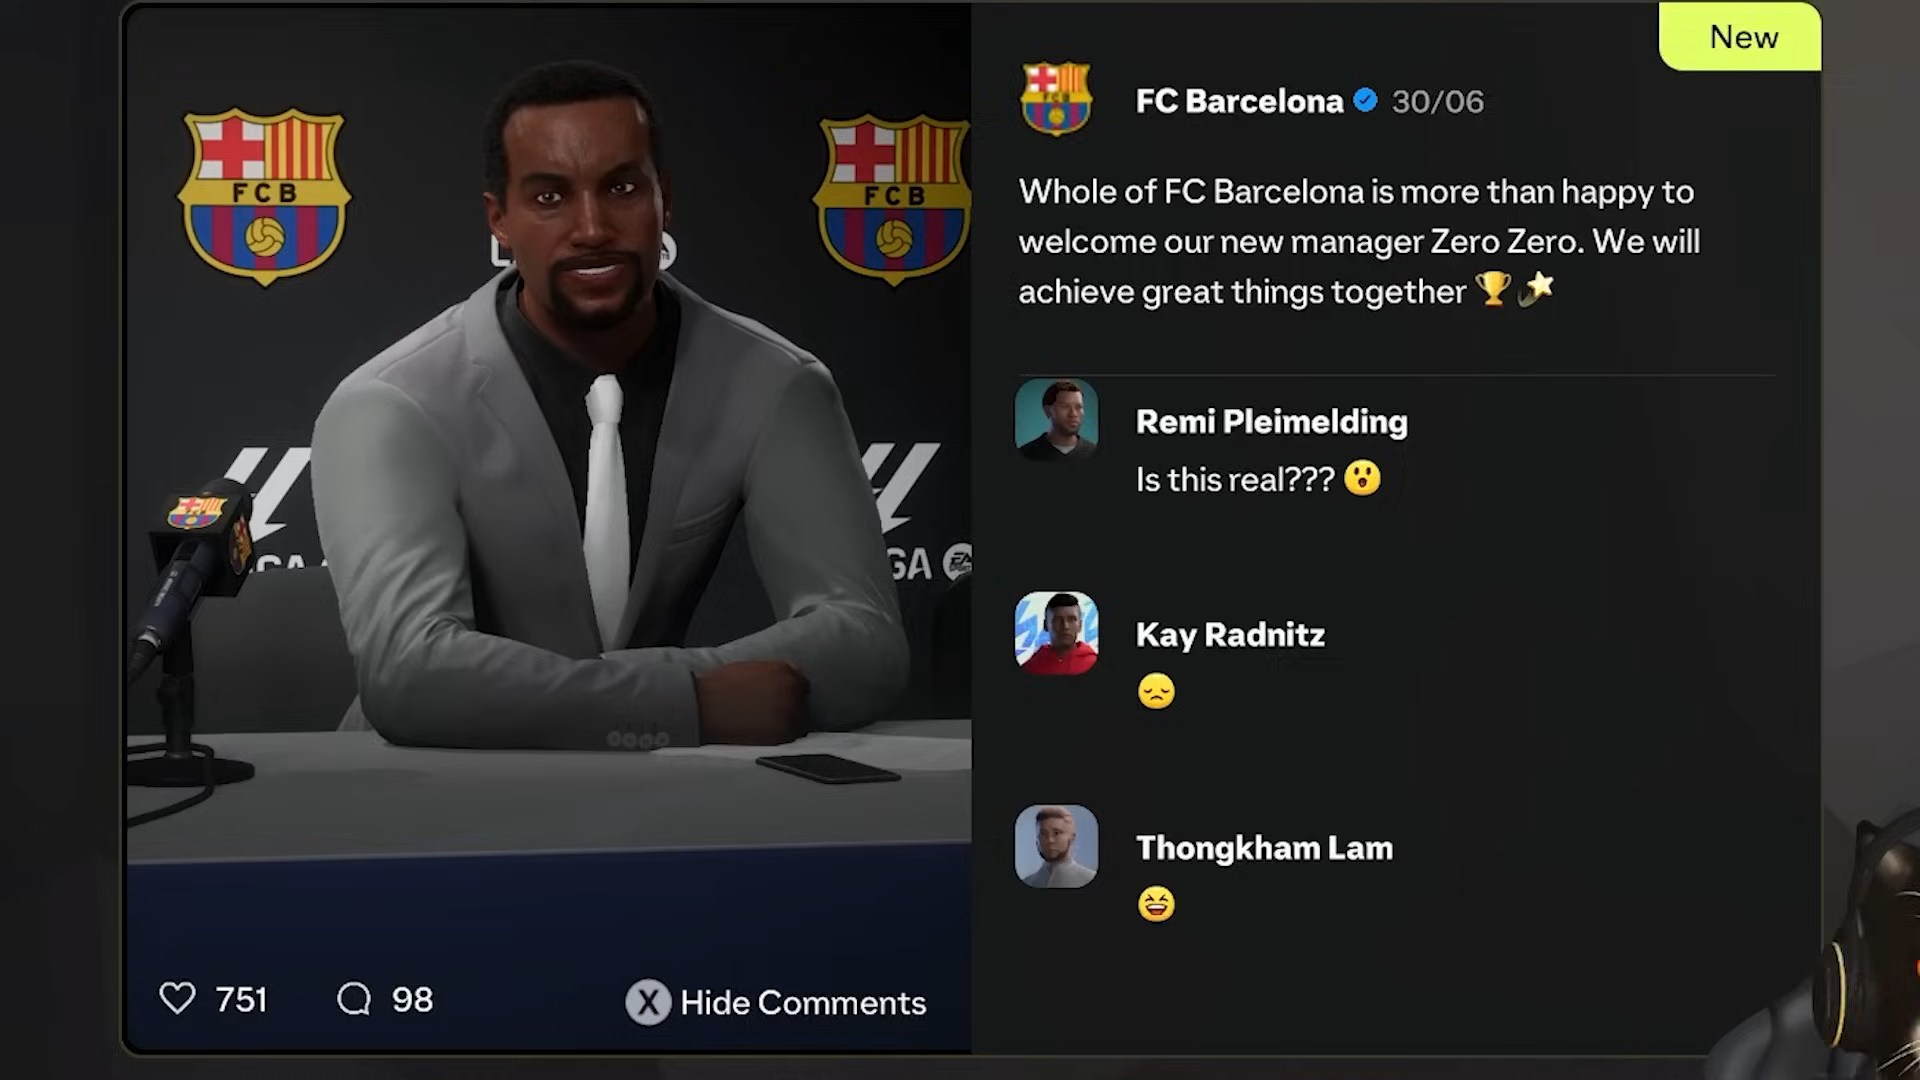 New
FC Barcelona 30/06
Whole of FC Barcelona is more than happy to
welcome our new manager Zero Zero. We will
achieve great things together 🏆 🌠
Remi Pleimelding
Is this real??? 😮
Kay Radnitz
😞
Thongkham Lam
😆
FCB
FCB
GA
EA
751
98
X Hide Comments